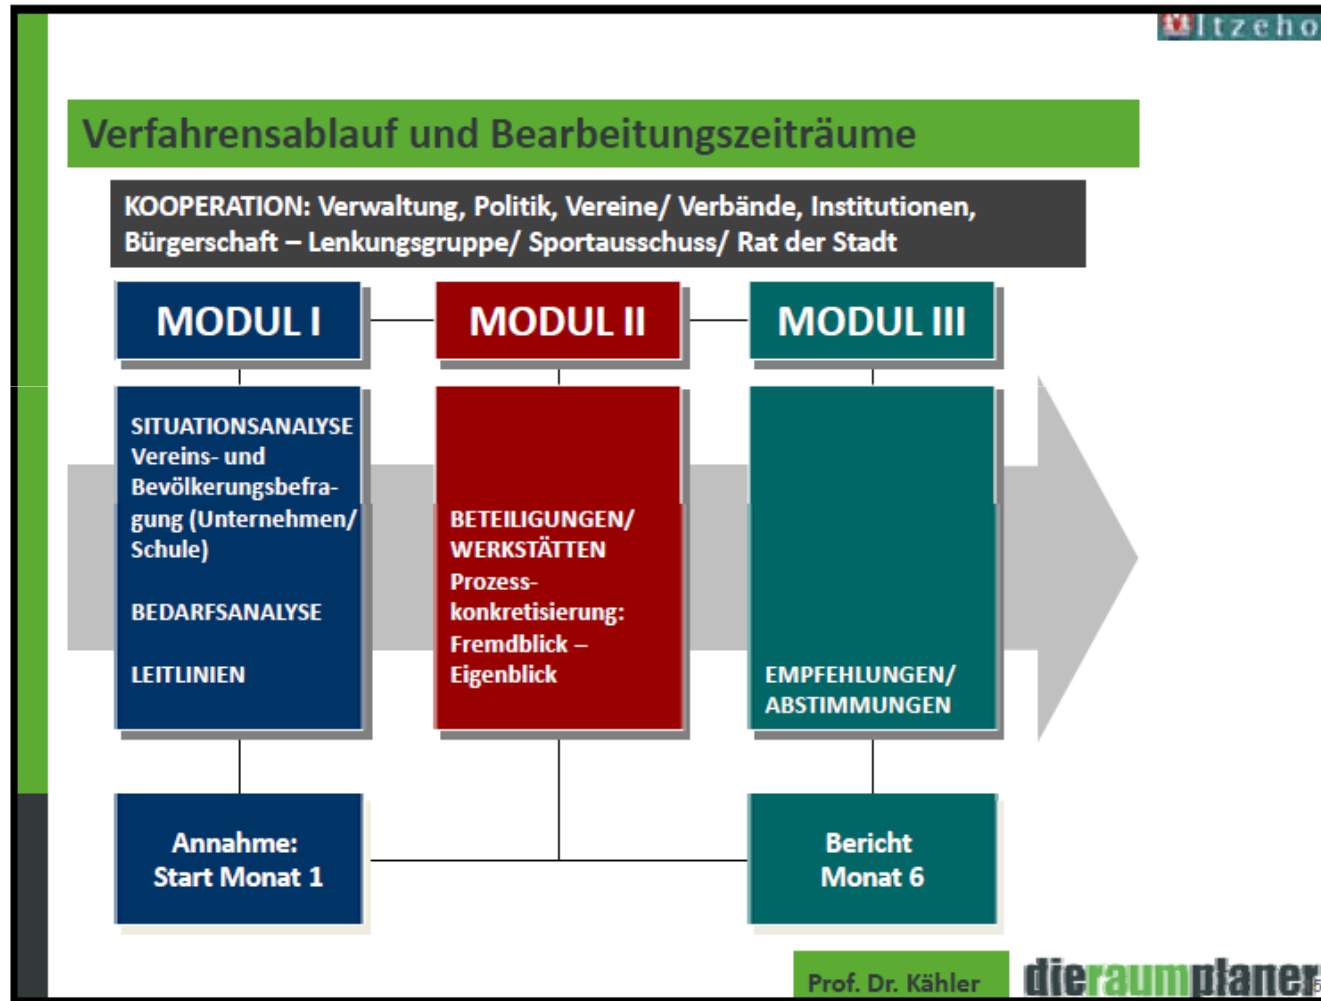 Itzeho
Verfahrensablauf und Bearbeitungszeiträume
KOOPERATION: Verwaltung, Politik, Vereine/ Verbände, Institutionen,
Bürgerschaft – Lenkungsgruppe/ Sportausschuss/ Rat der Stadt
MODUL I
MODUL II
MODUL III
SITUATIONSANALYSE
Vereins- und
Bevölkerungsbefra-
gung (Unternehmen/
Schule)
BEDARFSANALYSE
LEITLINIEN
BETEILIGUNGEN/
WERKSTÄTTEN
Prozess-
konkretisierung:
Fremdblick –
Eigenblick
EMPFEHLUNGEN/
ABSTIMMUNGEN
Annahme:
Start Monat 1
Bericht
Monat 6
Prof. Dr. Kähler
dieraumplaner